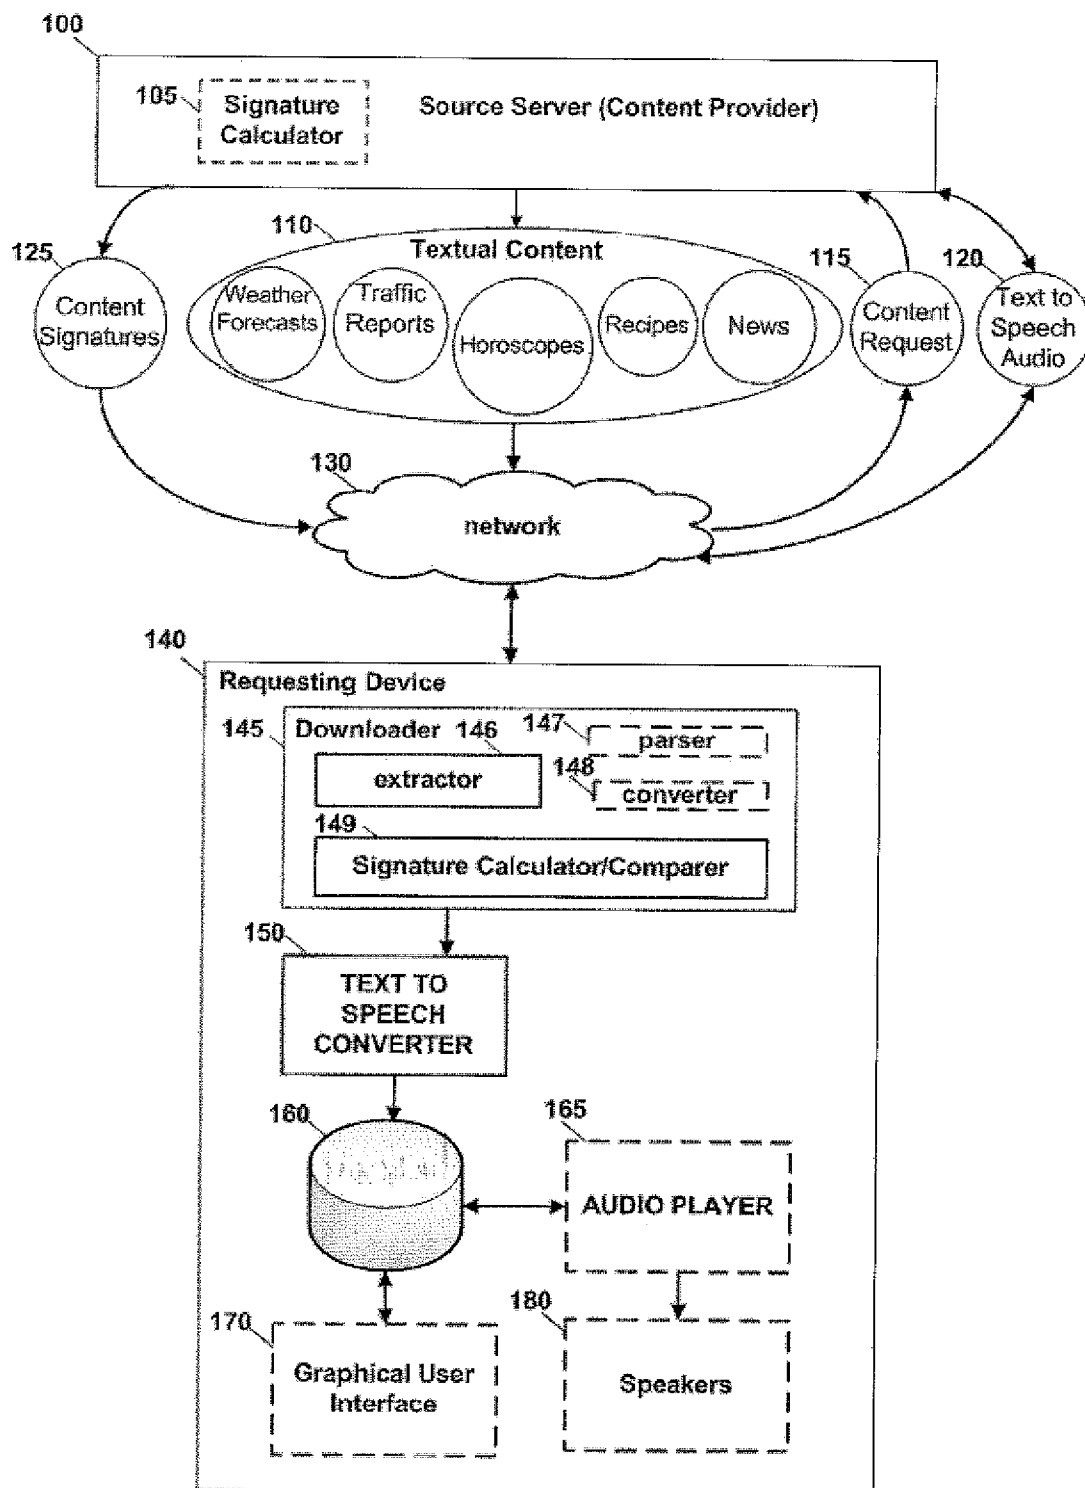 100
105
Signature
Calculator
Source Server (Content Provider)
110
Textual Content
125
Content
Signatures
Weather
Forecasts
Traffic
Reports
Horoscopes
Recipes
News
115
Content
Request
120
Text to
Speech
Audio
130
network
140
Requesting Device
145
Downloader
146
extractor
147
parser
148
converter
149
Signature Calculator/Comparer
150
TEXT TO
SPEECH
CONVERTER
160
165
AUDIO PLAYER
170
Graphical User
Interface
180
Speakers